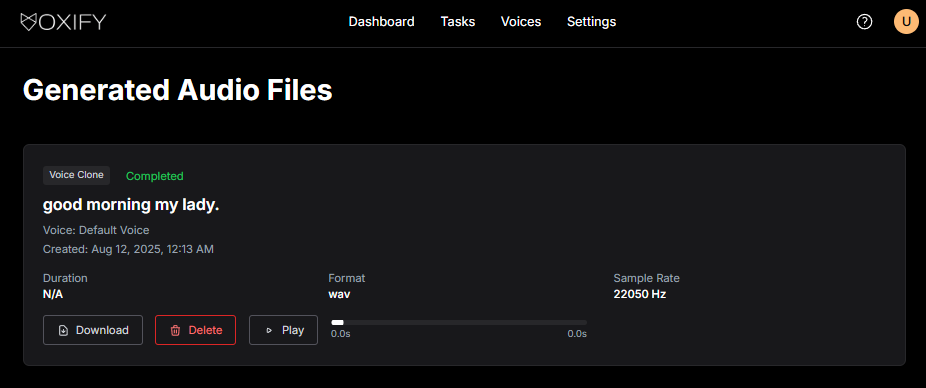 VOXIFY
Dashboard Tasks Voices Settings
U
Generated Audio Files
Voice Clone Completed
good morning my lady.
Voice: Default Voice
Created: Aug 12, 2025, 12:13 AM
Duration Format Sample Rate
N/A wav 22050 Hz
Download Delete Play
0.0s 0.0s